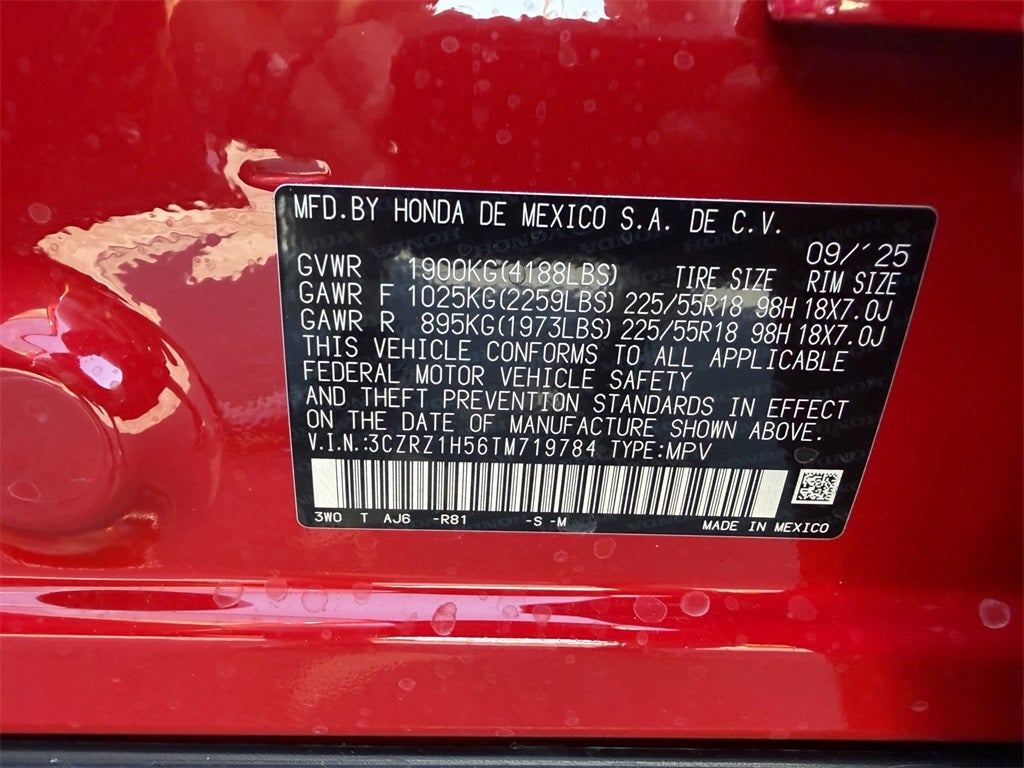 MFD.BY HONDA DE MEXICO S.A. DE C.V.
09/´25
GVWR 1900KG(4188LBS) TIRE SIZE RIM SIZE
GAWR F 1025KG(2259LBS) 225/55R18 98H 18X7.0J
GAWR R 895KG(1973LBS) 225/55R18 98H 18X7.0J
THIS VEHICLE CONFORMS TO ALL APPLICABLE
FEDERAL MOTOR VEHICLE SAFETY
AND THEFT PREVENTION STANDARDS IN EFFECT
ON THE DATE OF MANUFACTURE SHOWN ABOVE.
V.I.N.:3CZRZ1H56TM719784 TYPE:MPV
3WO T AJ6 -R81 -S -M MADE IN MEXICO